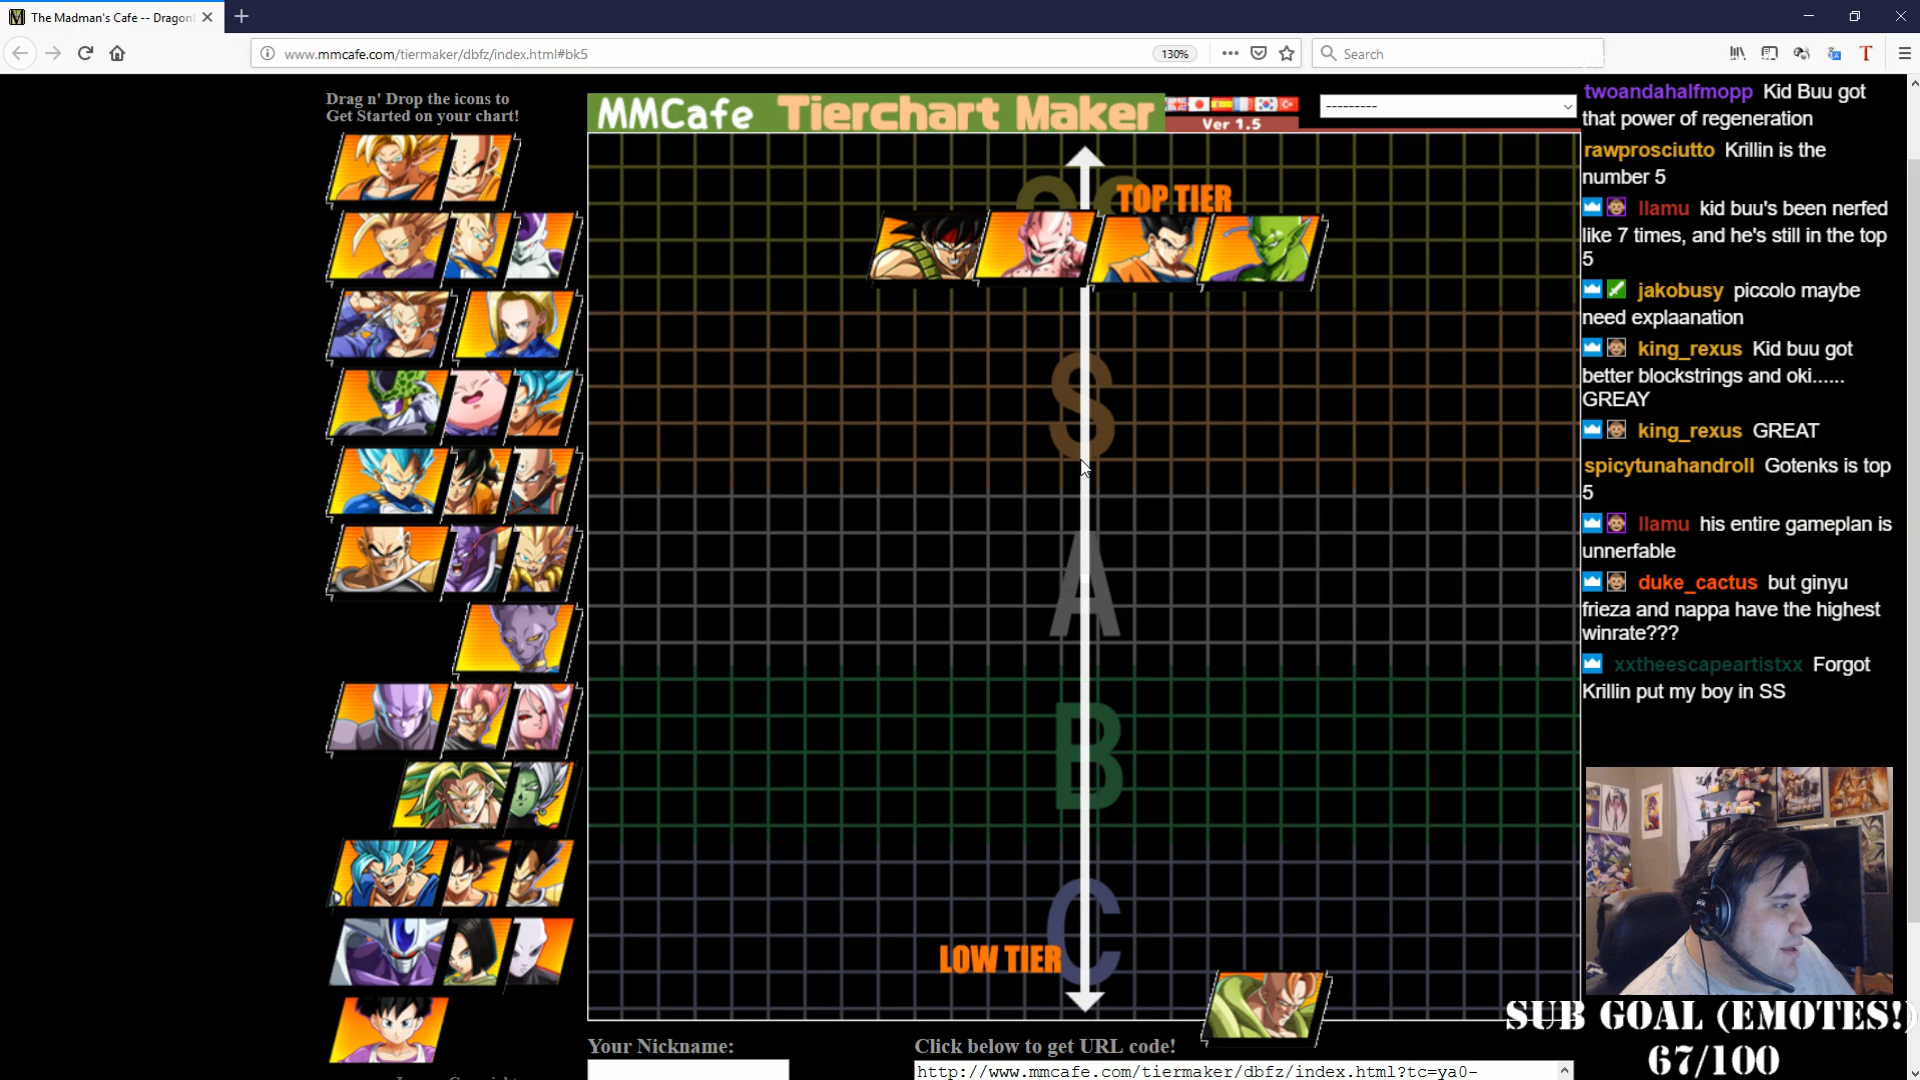 The Madman's Cafe -- Dragon
www.mmcafe.com/tiermaker/dbfz/index.html#bk5
130%
Search
Drag n' Drop the icons to
Get Started on your chart!
MMCafe Tierchart Maker
Ver 1.5
---------
TOP TIER
S
A
B
C
LOW TIER
Your Nickname:
Click below to get URL code!
http://www.mmcafe.com/tiermaker/dbfz/index.html?tc=ya0-
twoandahalfmopp Kid Buu got
that power of regeneration
rawprosciutto Krillin is the
number 5
llamu kid buu's been nerfed
like 7 times, and he's still in the top
5
jakobusy piccolo maybe
need explaanation
king_rexus Kid buu got
better blockstrings and oki......
GREAY
king_rexus GREAT
spicytunahandroll Gotenks is top
5
llamu his entire gameplan is
unnerfable
duke_cactus but ginyu
frieza and nappa have the highest
winrate???
xxtheescapeartistxx Forgot
Krillin put my boy in SS
SUB GOAL (EMOTES!)
67/100